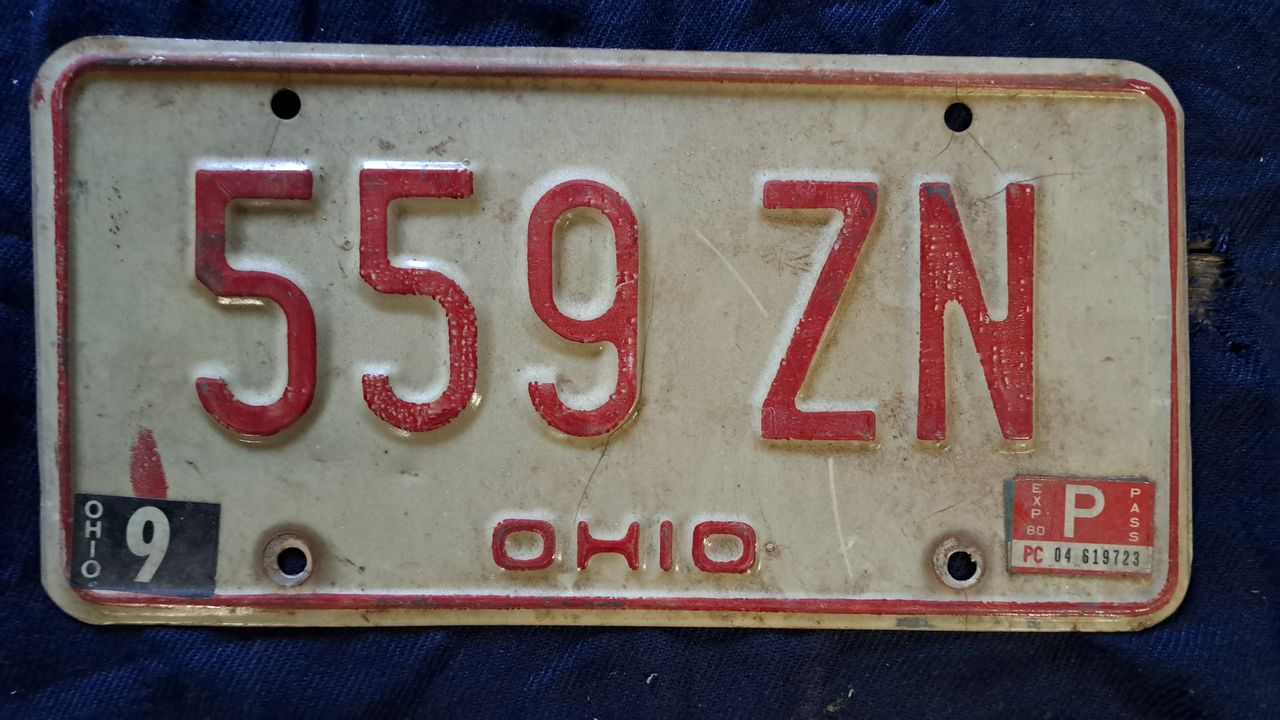 559 ZN
OHIO
OHIO 9
EXP 80 P PASS
PC 04 619723